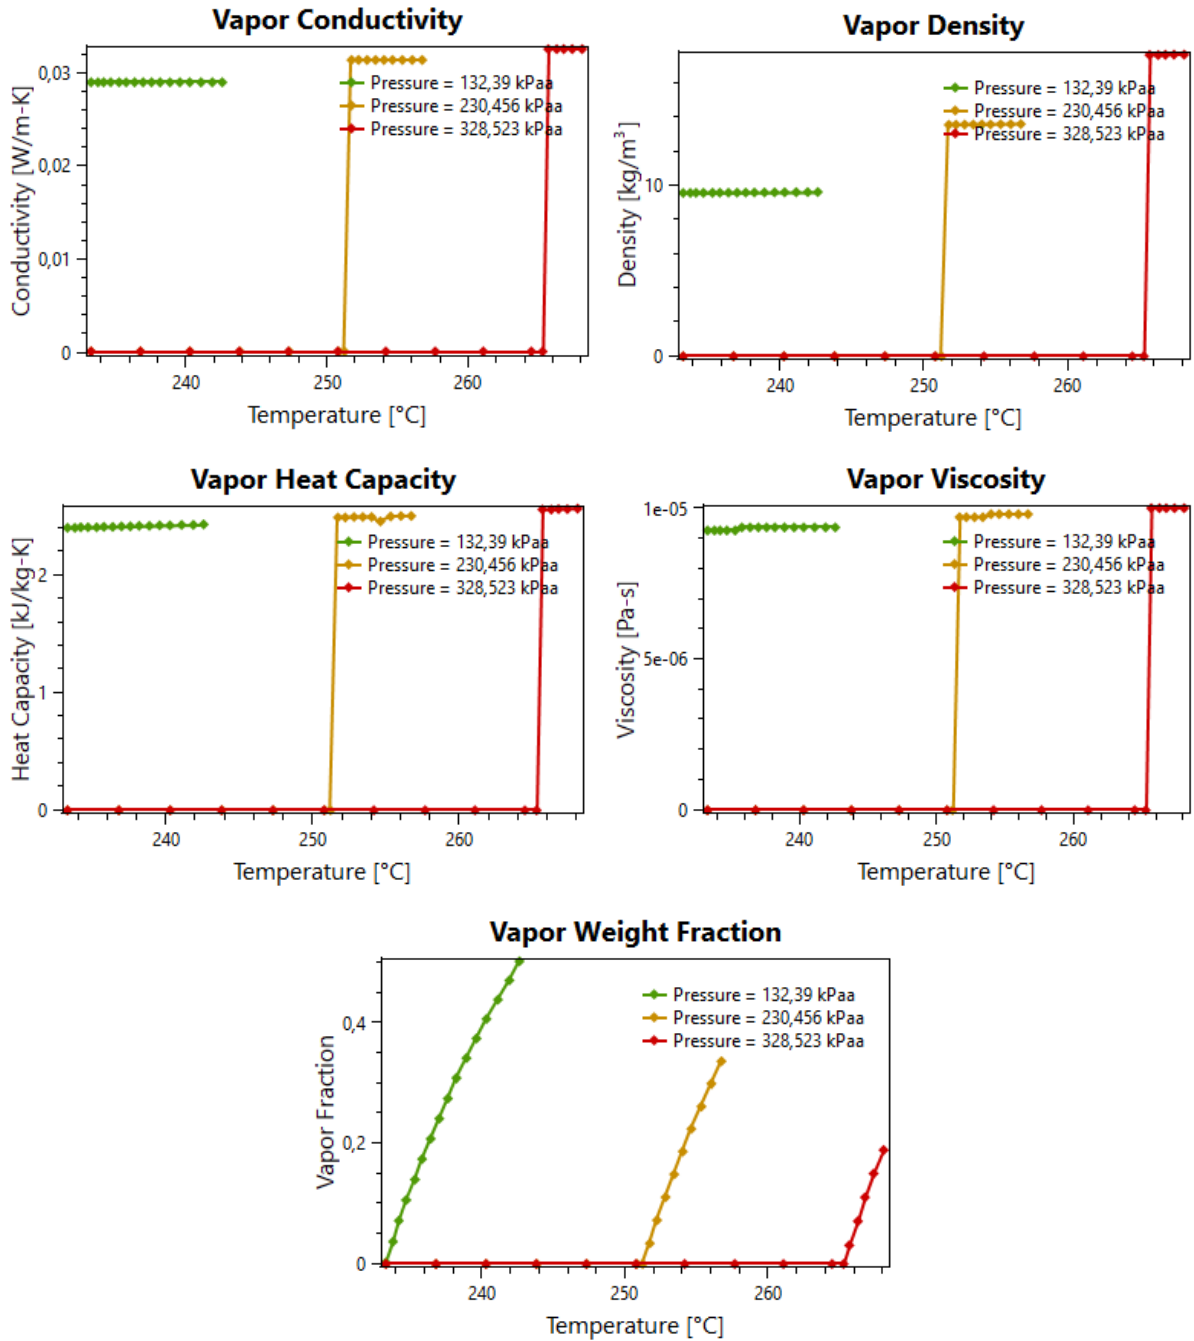 Vapor Conductivity
Conductivity [W/m-K]
0,03
0,02
0,01
0
Pressure = 132,39 kPaa
Pressure = 230,456 kPaa
Pressure = 328,523 kPaa
240
250
260
Temperature [°C]
Vapor Density
Density [kg/m³]
10
0
Pressure = 132,39 kPaa
Pressure = 230,456 kPaa
Pressure = 328,523 kPaa
240
250
260
Temperature [°C]
Vapor Heat Capacity
Heat Capacity [kJ/kg-K]
2
1
0
Pressure = 132,39 kPaa
Pressure = 230,456 kPaa
Pressure = 328,523 kPaa
240
250
260
Temperature [°C]
Vapor Viscosity
Viscosity [Pa-s]
1e-05
5e-06
0
Pressure = 132,39 kPaa
Pressure = 230,456 kPaa
Pressure = 328,523 kPaa
240
250
260
Temperature [°C]
Vapor Weight Fraction
Vapor Fraction
0,4
0,2
0
Pressure = 132,39 kPaa
Pressure = 230,456 kPaa
Pressure = 328,523 kPaa
240
250
260
Temperature [°C]